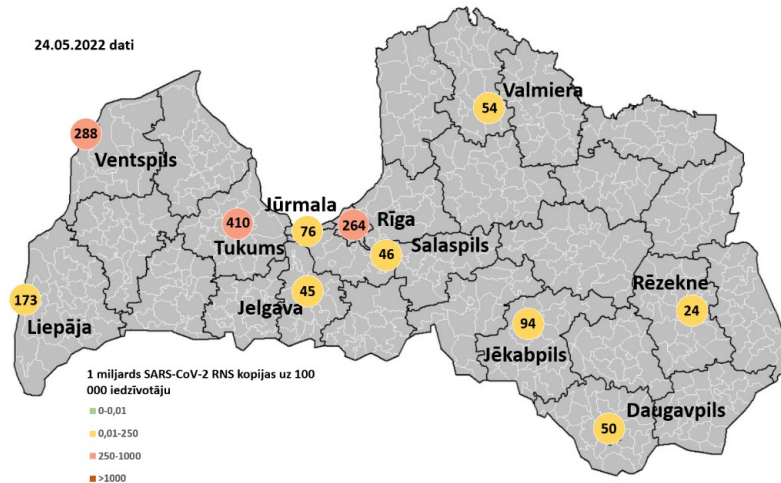 24.05.2022 dati
54
Valmiera
288
Ventspils
Jūrmala
410
76
264
Rīga
Tukums
46
Salaspils
173
Liepāja
45
Jelgava
Rēzekne
24
94
Jēkabpils
50
Daugavpils
1 miljards SARS-CoV-2 RNS kopijas uz 100
000 iedzīvotāju
0-0,01
0,01-250
250-1000
>1000